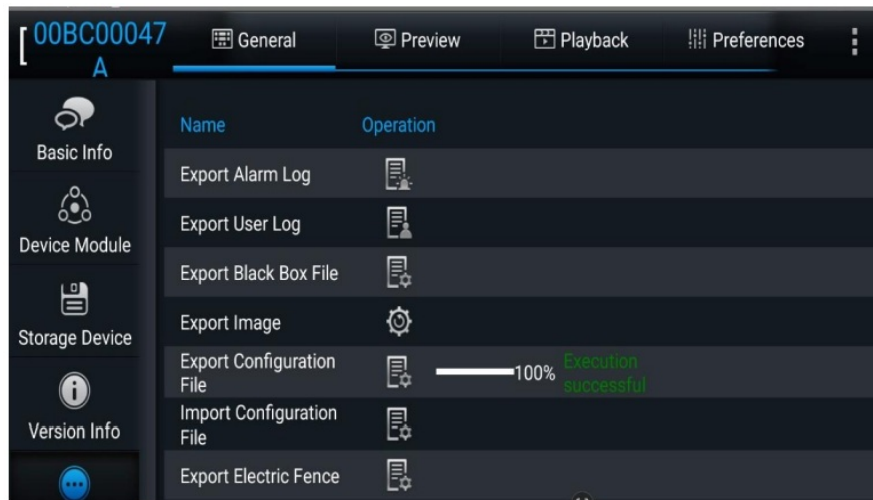 [ 00BC00047
A
General
Preview
Playback
Preferences
Basic Info
Device Module
Storage Device
Version Info
Name Operation
Export Alarm Log
Export User Log
Export Black Box File
Export Image
Export Configuration
File
100% Execution
successful
Import Configuration
File
Export Electric Fence